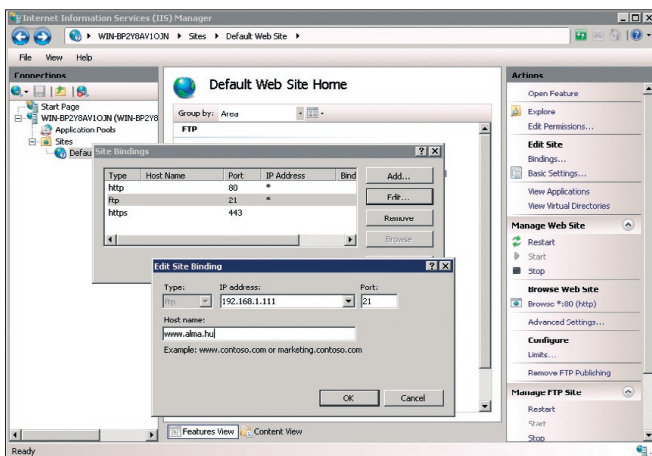 Internet Information Services (IIS) Manager
WIN-BP2Y8AV1OJN
Sites
Default Web Site
File View Help
Connections
Start Page
WIN-BP2Y8AV1OJN (WIN-BP2Y8
Application Pools
Sites
Defau
Default Web Site Home
Group by: Area
FTP
Site Bindings
Type Host Name Port IP Address Bind
http 80 *
ftp 21 *
https 443
Add...
Edit...
Remove
Browse
Edit Site Binding
Type: IP address: Port:
ftp 192.168.1.111 21
Host name:
www.alma.hu
Example: www.contoso.com or marketing.contoso.com
OK Cancel
Features View Content View
Actions
Open Feature
Explore
Edit Permissions...
Edit Site
Bindings...
Basic Settings...
View Applications
View Virtual Directories
Manage Web Site
Restart
Start
Stop
Browse Web Site
Browse *:80 (http)
Advanced Settings...
Configure
Limits...
Remove FTP Publishing
Manage FTP Site
Restart
Start
Stop
Ready